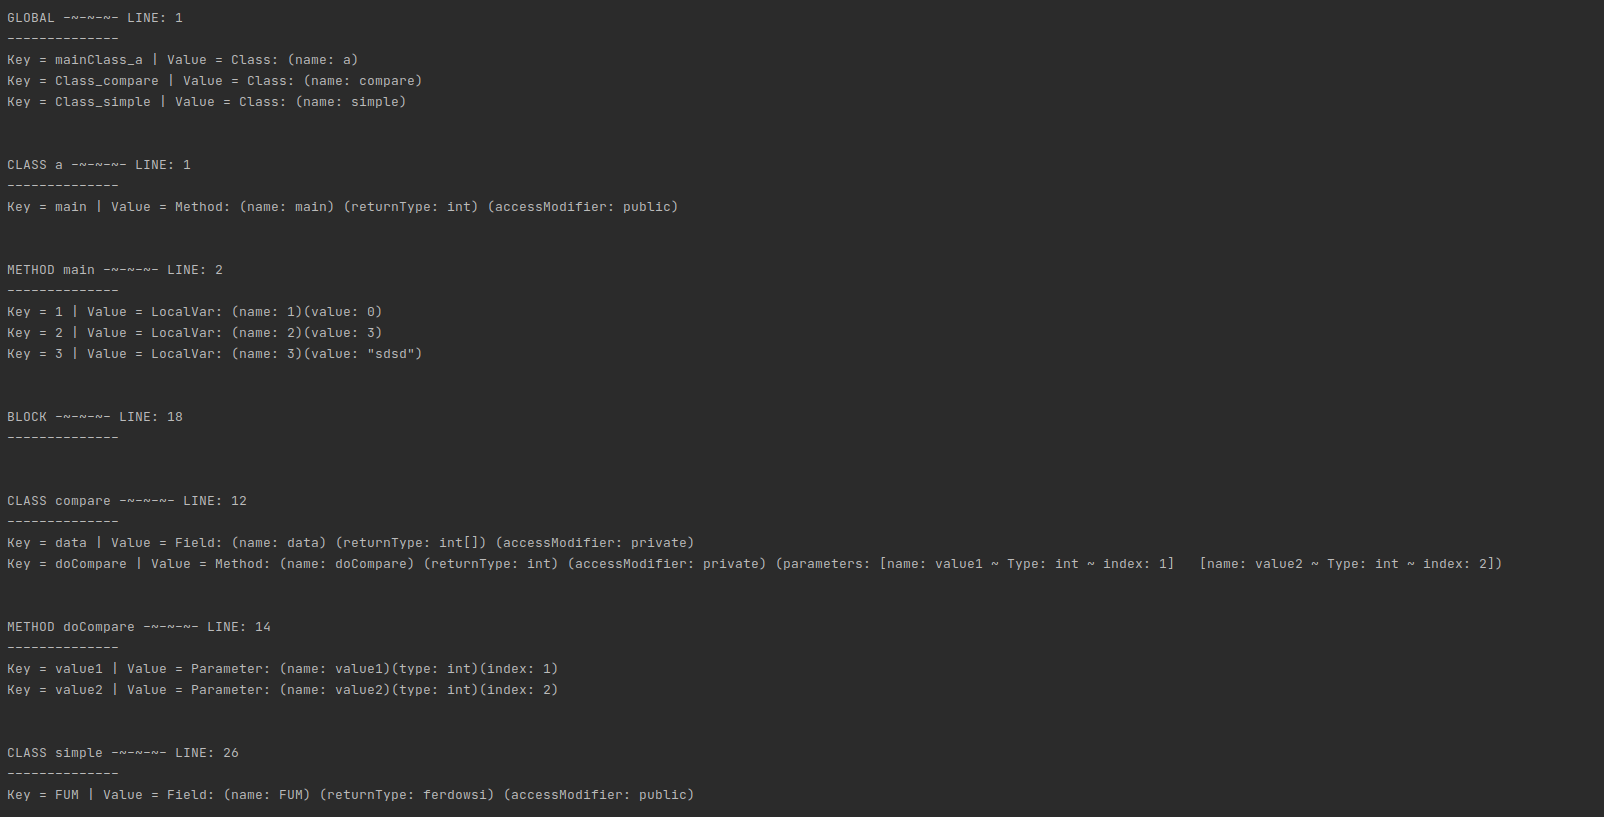 GLOBAL -~-~-~- LINE: 1
--------------
Key = mainClass_a | Value = Class: (name: a)
Key = Class_compare | Value = Class: (name: compare)
Key = Class_simple | Value = Class: (name: simple)
CLASS a -~-~-~- LINE: 1
--------------
Key = main | Value = Method: (name: main) (returnType: int) (accessModifier: public)
METHOD main -~-~-~- LINE: 2
--------------
Key = 1 | Value = LocalVar: (name: 1)(value: 0)
Key = 2 | Value = LocalVar: (name: 2)(value: 3)
Key = 3 | Value = LocalVar: (name: 3)(value: "sdsd")
BLOCK -~-~-~- LINE: 18
--------------
CLASS compare -~-~-~- LINE: 12
--------------
Key = data | Value = Field: (name: data) (returnType: int[]) (accessModifier: private)
Key = doCompare | Value = Method: (name: doCompare) (returnType: int) (accessModifier: private) (parameters: [name: value1 ~ Type: int ~ index: 1]   [name: value2 ~ Type: int ~ index: 2])
METHOD doCompare -~-~-~- LINE: 14
--------------
Key = value1 | Value = Parameter: (name: value1)(type: int)(index: 1)
Key = value2 | Value = Parameter: (name: value2)(type: int)(index: 2)
CLASS simple -~-~-~- LINE: 26
--------------
Key = FUM | Value = Field: (name: FUM) (returnType: ferdowsi) (accessModifier: public)